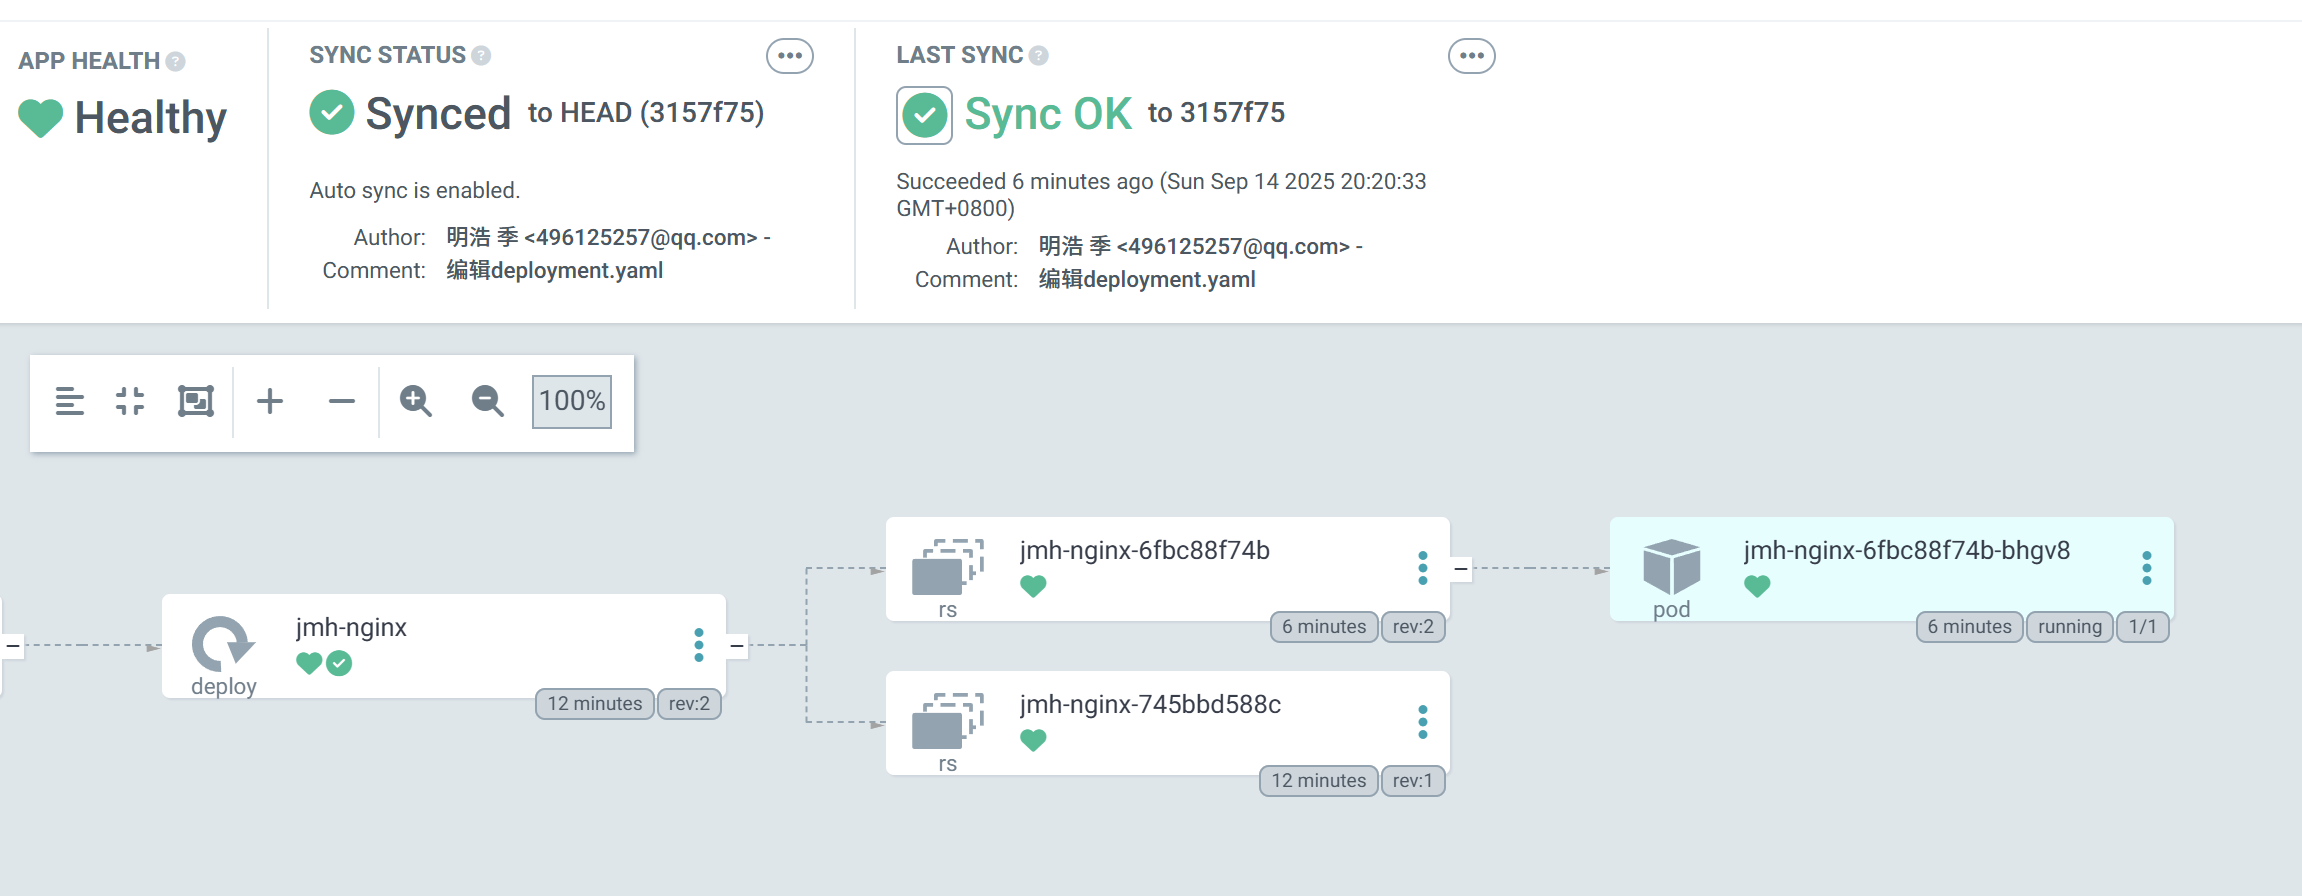 APP HEALTH ?
Healthy
SYNC STATUS ?
Synced to HEAD (3157f75)
Auto sync is enabled.
Author: 明浩 季 <496125257@qq.com> -
Comment: 编辑deployment.yaml
LAST SYNC ?
Sync OK to 3157f75
Succeeded 6 minutes ago (Sun Sep 14 2025 20:20:33
GMT+0800)
Author: 明浩 季 <496125257@qq.com> -
Comment: 编辑deployment.yaml
100%
jmh-nginx
deploy
12 minutes rev:2
jmh-nginx-6fbc88f74b
rs
6 minutes rev:2
jmh-nginx-745bbd588c
rs
12 minutes rev:1
jmh-nginx-6fbc88f74b-bhgv8
pod
6 minutes running 1/1